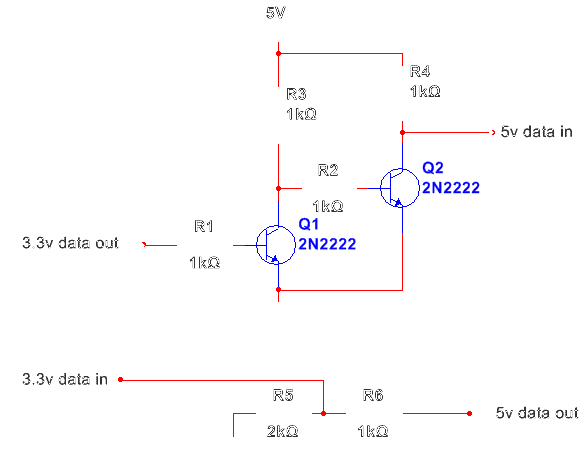 5V
R3
1kΩ
R4
1kΩ
5v data in
R2
1kΩ
Q2
2N2222
R1
1kΩ
Q1
2N2222
3.3v data out
3.3v data in
R5
2kΩ
R6
1kΩ
5v data out